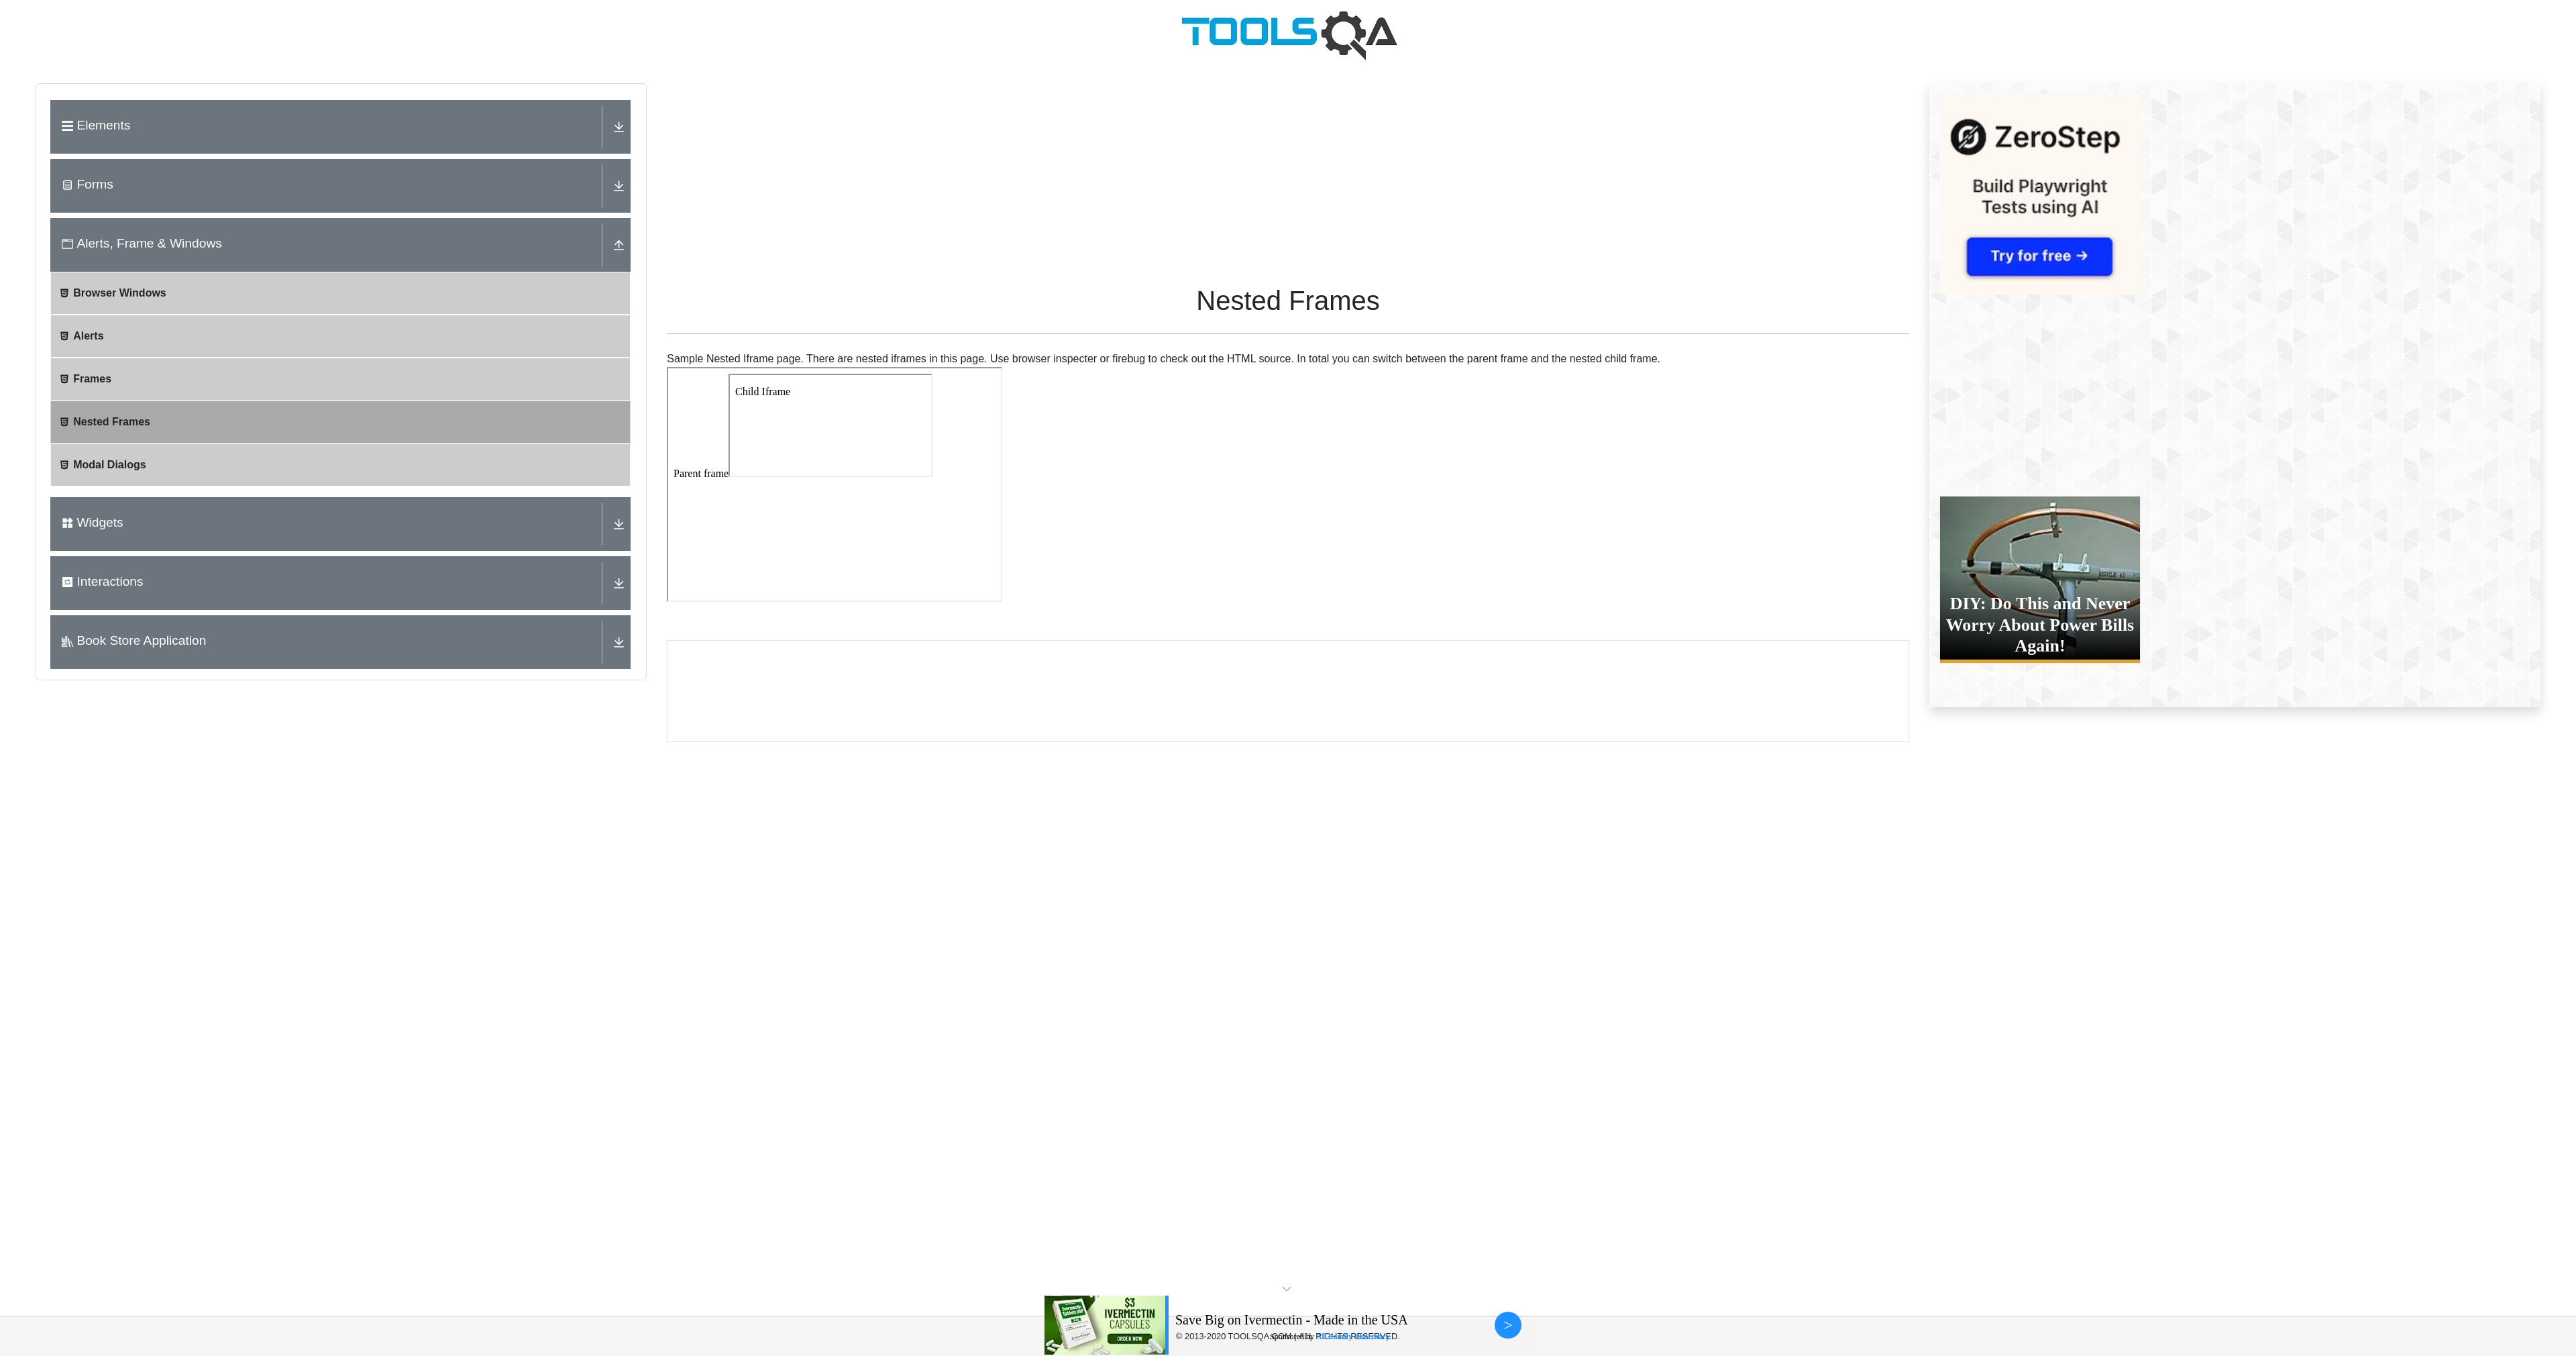 TOOLSQA
Elements
Forms
Alerts, Frame & Windows
Browser Windows
Alerts
Frames
Nested Frames
Modal Dialogs
Widgets
Interactions
Book Store Application
Nested Frames
Sample Nested Iframe page. There are nested iframes in this page. Use browser inspecter or firebug to check out the HTML source. In total you can switch between the parent frame and the nested child frame.
Child Iframe
Parent frame
ZeroStep
Build Playwright
Tests using AI
Try for free →
DIY: Do This and Never
Worry About Power Bills
Again!
$3
IVERMECTIN
CAPSULES
ORDER NOW
Save Big on Ivermectin - Made in the USA
© 2013-2020 TOOLSQA.COM | ALL RIGHTS RESERVED.
>